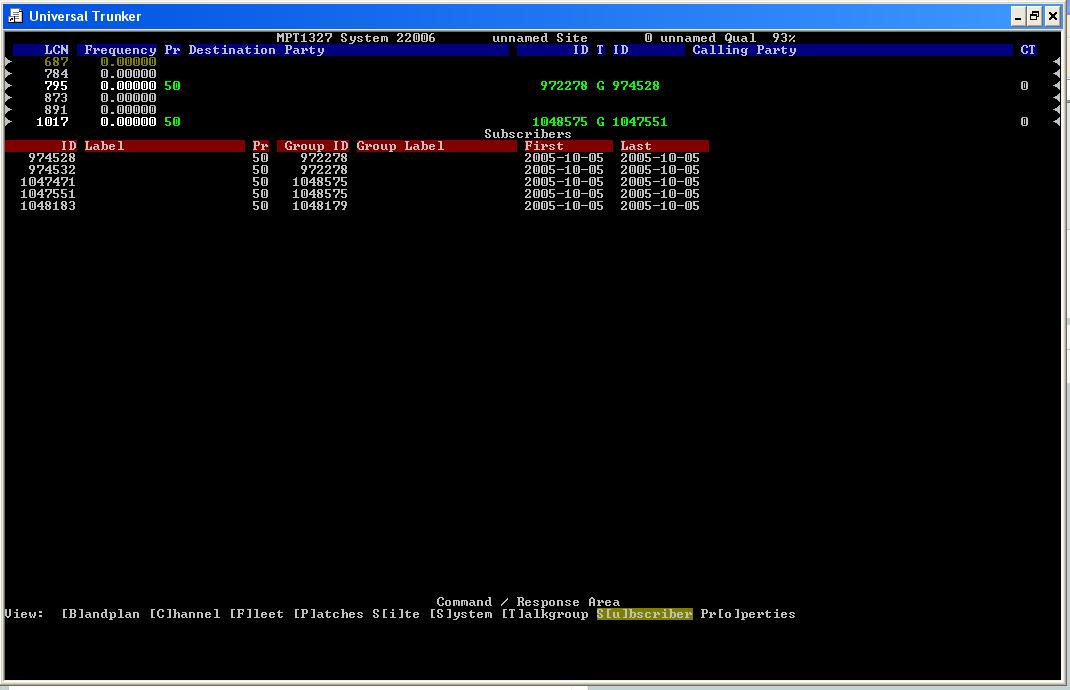 Universal Trunker
MPT1327 System 22006 unnamed Site 0 unnamed Qual 93%
LCN Frequency Pr Destination Party ID T ID Calling Party CT
687 0.00000
784 0.00000
795 0.00000 50 972278 G 974528 0
873 0.00000
891 0.00000
1017 0.00000 50 1048575 G 1047551 0
Subscribers
ID Label Pr Group ID Group Label First Last
974528 50 972278 2005-10-05 2005-10-05
974532 50 972278 2005-10-05 2005-10-05
1047471 50 1048575 2005-10-05 2005-10-05
1047551 50 1048575 2005-10-05 2005-10-05
1048183 50 1048179 2005-10-05 2005-10-05
Command / Response Area
View: [B]andplan [C]hannel [F]leet [P]atches S[i]te [S]ystem [T]alkgroup S[u]bscriber Pr[o]perties